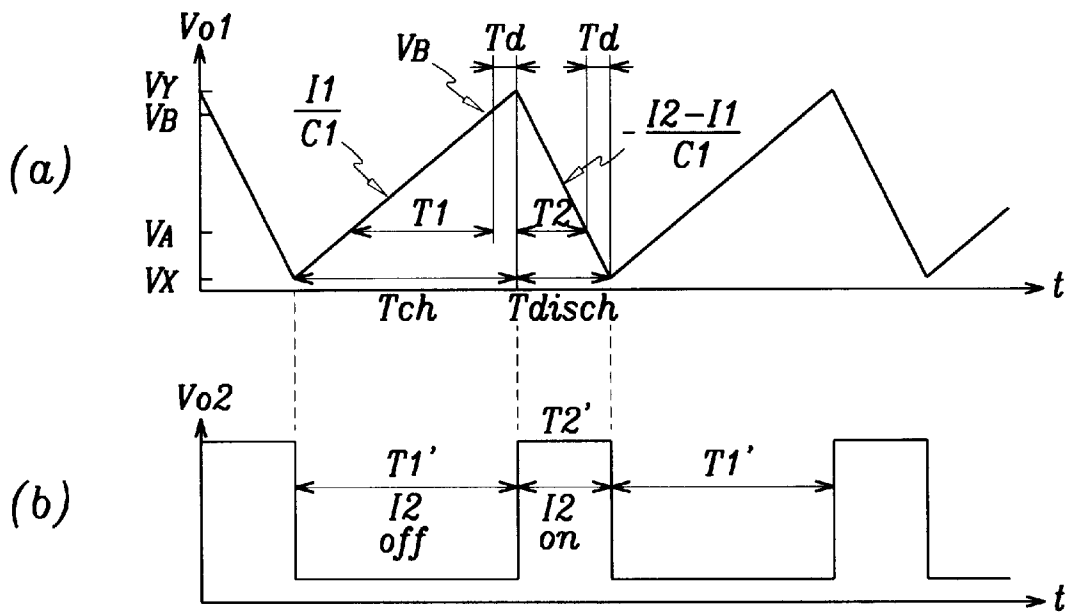 (a)
Vo1
VY
VB
VA
VX
I1
C1
VB
Td
Td
- I2-I1
C1
T1
T2
Tch
Tdisch
t
(b)
Vo2
T1'
I2
off
T2'
I2
on
T1'
t